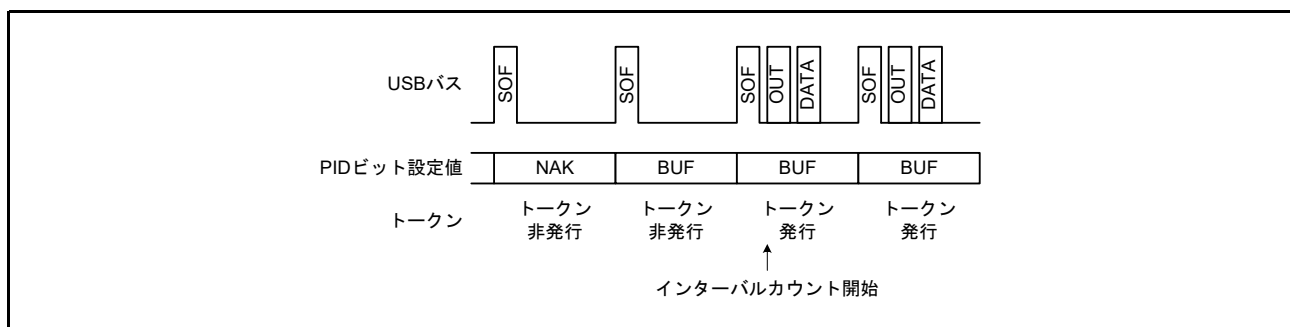 USBバス
SOF
SOF
SOF
OUT
DATA
SOF
OUT
DATA
PIDビット設定値
NAK
BUF
BUF
BUF
トークン
トークン
非発行
トークン
非発行
トークン
発行
トークン
発行
インターバルカウント開始